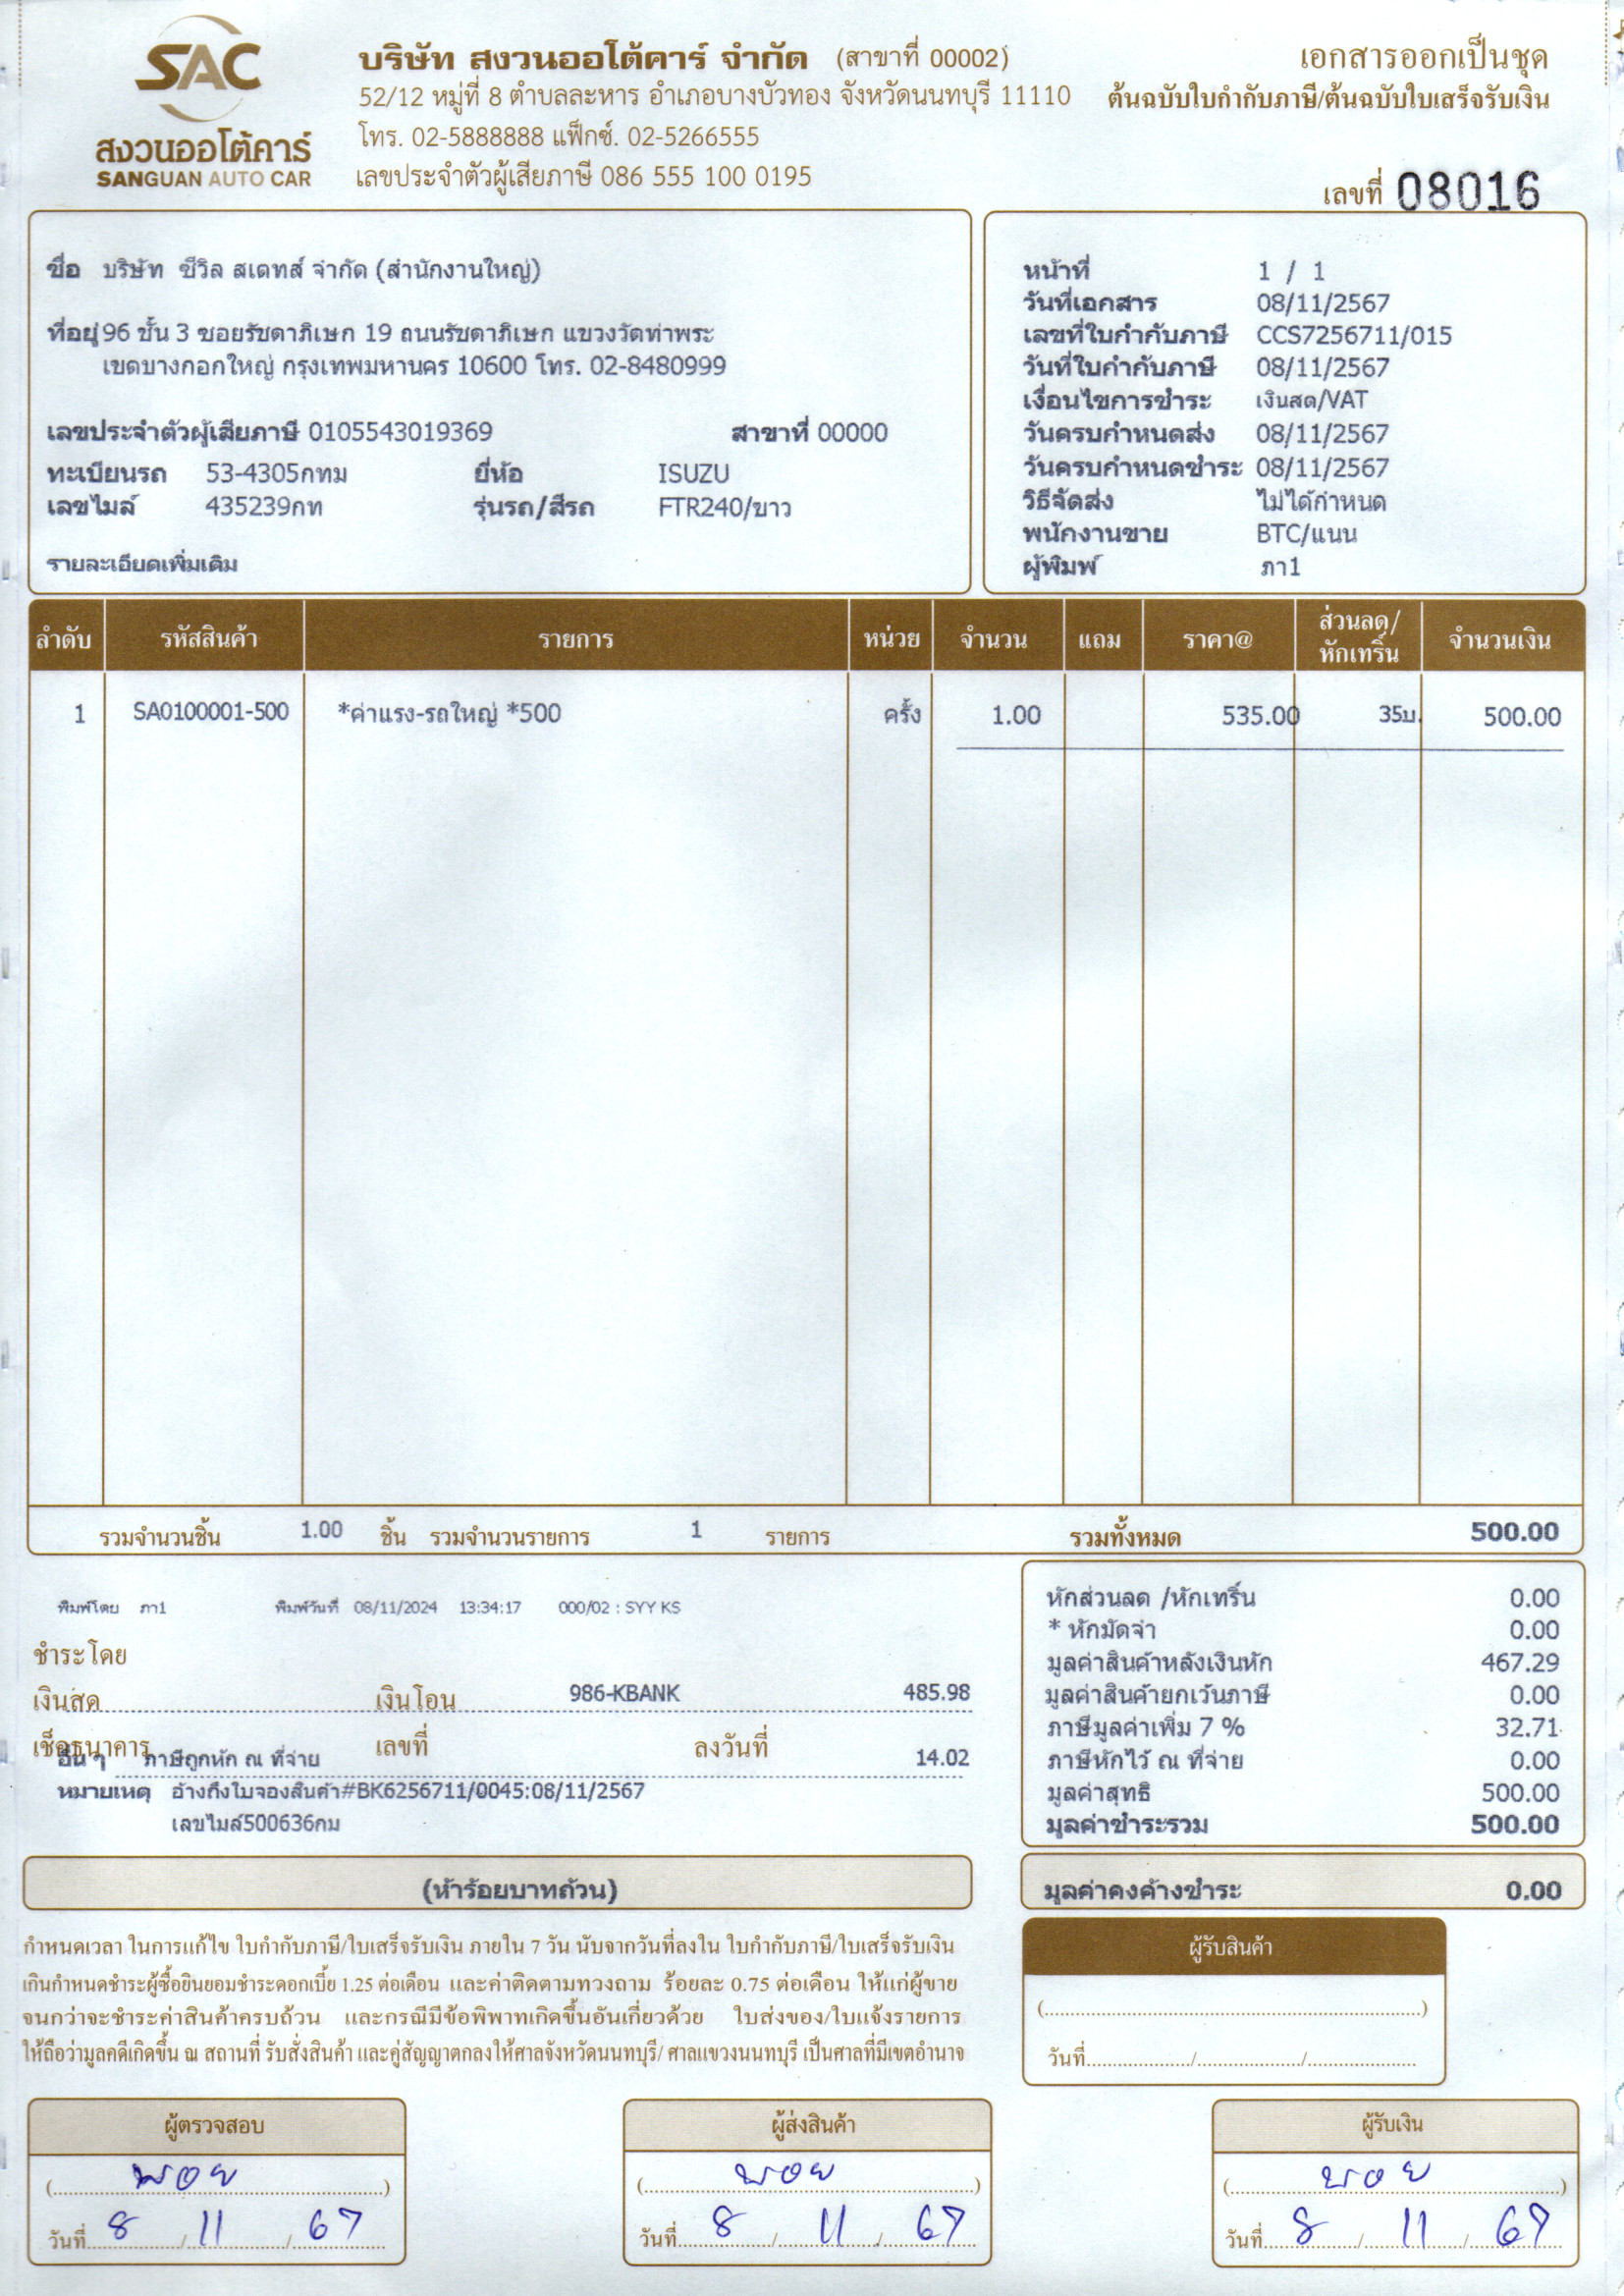 SAC
สงวนออโต้คาร์
SANGUAN AUTO CAR
บริษัท สงวนออโต้คาร์ จำกัด (สาขาที่ 00002)
52/12 หมู่ที่ 8 ตำบลละหาร อำเภอบางบัวทอง จังหวัดนนทบุรี 11110
โทร. 02-5888888 แฟ็กซ์. 02-5266555
เลขประจำตัวผู้เสียภาษี 086 555 100 0195
เอกสารออกเป็นชุด
ต้นฉบับใบกำกับภาษี/ต้นฉบับใบเสร็จรับเงิน
เลขที่ 08016
ชื่อ บริษัท ซีวิล สเตทส์ จำกัด (สำนักงานใหญ่)
ที่อยู่ 96 ชั้น 3 ซอยรัชดาภิเษก 19 ถนนรัชดาภิเษก แขวงวัดท่าพระ
เขตบางกอกใหญ่ กรุงเทพมหานคร 10600 โทร. 02-8480999
เลขประจำตัวผู้เสียภาษี 0105543019369 สาขาที่ 00000
ทะเบียนรถ 53-4305กทม ยี่ห้อ ISUZU
เลขไมล์ 435239กท รุ่นรถ/สีรถ FTR240/ขาว
รายละเอียดเพิ่มเติม
หน้าที่ 1 / 1
วันที่เอกสาร 08/11/2567
เลขที่ใบกำกับภาษี CCS7256711/015
วันที่ใบกำกับภาษี 08/11/2567
เงื่อนไขการชำระ เงินสด/VAT
วันครบกำหนดส่ง 08/11/2567
วันครบกำหนดชำระ 08/11/2567
วิธีจัดส่ง ไม่ได้กำหนด
พนักงานขาย BTC/แนน
ผู้พิมพ์ ภา1
ลำดับ รหัสสินค้า รายการ หน่วย จำนวน แถม ราคา@ ส่วนลด/หักเทริ์น จำนวนเงิน
1 SA0100001-500 *ค่าแรง-รถใหญ่ *500 ครั้ง 1.00 535.00 35บ. 500.00
รวมจำนวนชิ้น 1.00 ชิ้น รวมจำนวนรายการ 1 รายการ รวมทั้งหมด 500.00
พิมพ์โดย ภา1 พิมพ์วันที่ 08/11/2024 13:34:17 000/02 : SYY KS
ชำระโดย
เงินสด เงินโอน 986-KBANK 485.98
เช็คธนาคาร เลขที่ ลงวันที่
อื่น ๆ ภาษีถูกหัก ณ ที่จ่าย 14.02
หมายเหตุ อ้างถึงใบจองสินค้า#BK6256711/0045:08/11/2567
เลขไมล์500636กม
หักส่วนลด /หักเทริ์น 0.00
* หักมัดจำ 0.00
มูลค่าสินค้าหลังเงินหัก 467.29
มูลค่าสินค้ายกเว้นภาษี 0.00
ภาษีมูลค่าเพิ่ม 7 % 32.71
ภาษีหักไว้ ณ ที่จ่าย 0.00
มูลค่าสุทธิ 500.00
มูลค่าชำระรวม 500.00
(ห้าร้อยบาทถ้วน)
มูลค่าคงค้างชำระ 0.00
กำหนดเวลา ในการแก้ไข ใบกำกับภาษี/ใบเสร็จรับเงิน ภายใน 7 วัน นับจากวันที่ลงใน ใบกำกับภาษี/ใบเสร็จรับเงิน
เกินกำหนดชำระผู้ซื้อยินยอมชำระดอกเบี้ย 1.25 ต่อเดือน และค่าติดตามทวงถาม ร้อยละ 0.75 ต่อเดือน ให้แก่ผู้ขาย
จนกว่าจะชำระค่าสินค้าครบถ้วน และกรณีมีข้อพิพาทเกิดขึ้นอันเกี่ยวด้วย ใบส่งของ/ใบแจ้งรายการ
ให้ถือว่ามูลคดีเกิดขึ้น ณ สถานที่ รับสั่งสินค้า และคู่สัญญาตกลงให้ศาลจังหวัดนนทบุรี/ ศาลแขวงนนทบุรี เป็นศาลที่มีเขตอำนาจ
ผู้รับสินค้า
(....................)
วันที่........../........../..........
ผู้ตรวจสอบ ผู้ส่งสินค้า ผู้รับเงิน
(พลอย) (พลอย) (พลอย)
วันที่ 8 / 11 / 67 วันที่ 8 / 11 / 67 วันที่ 8 / 11 / 67